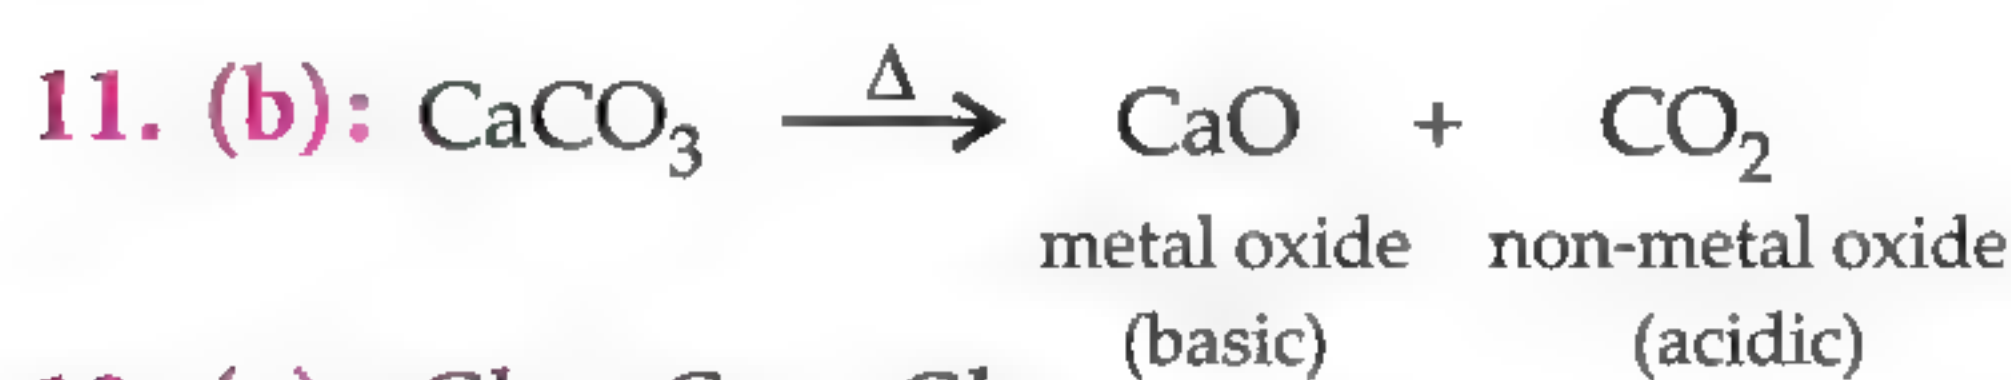 11. (b): CaCO₃ —Δ→ CaO + CO₂
metal oxide non-metal oxide
(basic) (acidic)